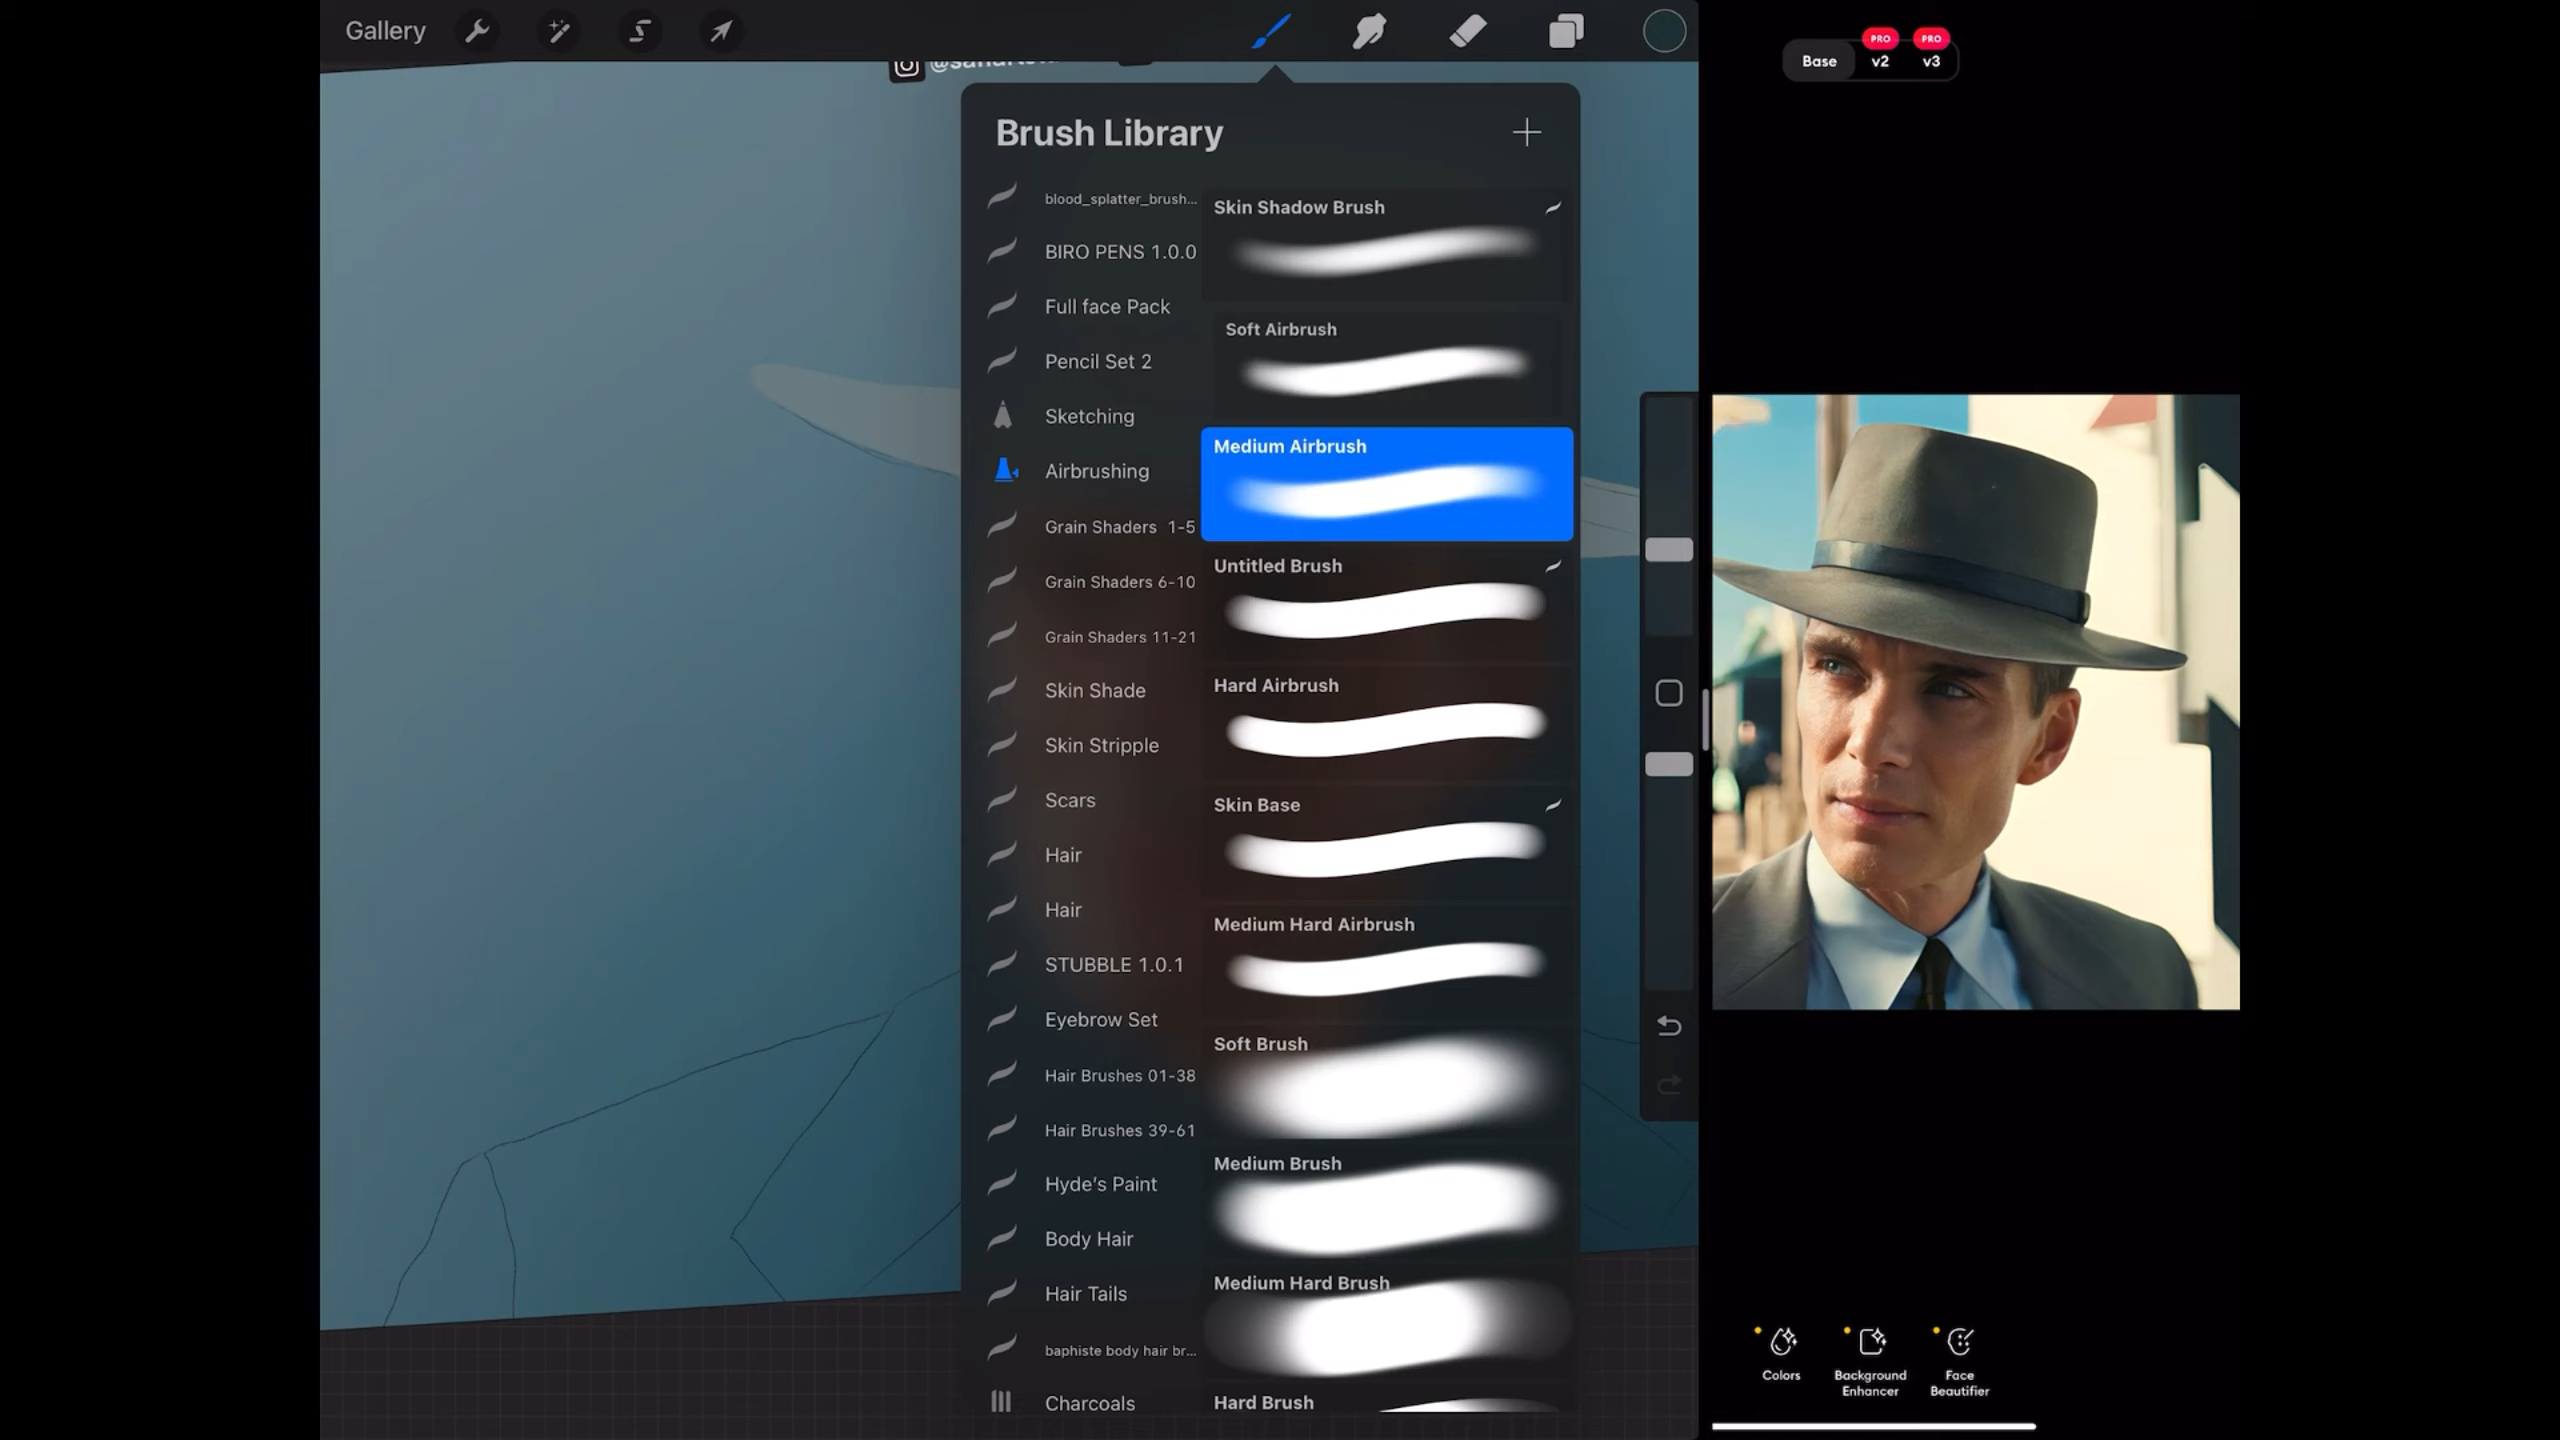 Gallery
Brush Library
blood_splatter_brush...
BIRO PENS 1.0.0
Full face Pack
Pencil Set 2
Sketching
Airbrushing
Grain Shaders 1-5
Grain Shaders 6-10
Grain Shaders 11-21
Skin Shade
Skin Stripple
Scars
Hair
Hair
STUBBLE 1.0.1
Eyebrow Set
Hair Brushes 01-38
Hair Brushes 39-61
Hyde's Paint
Body Hair
Hair Tails
baphiste body hair br...
Charcoals
Skin Shadow Brush
Soft Airbrush
Medium Airbrush
Untitled Brush
Hard Airbrush
Skin Base
Medium Hard Airbrush
Soft Brush
Medium Brush
Medium Hard Brush
Hard Brush
PRO PRO
Base v2 v3
Colors
Background
Enhancer
Face
Beautifier